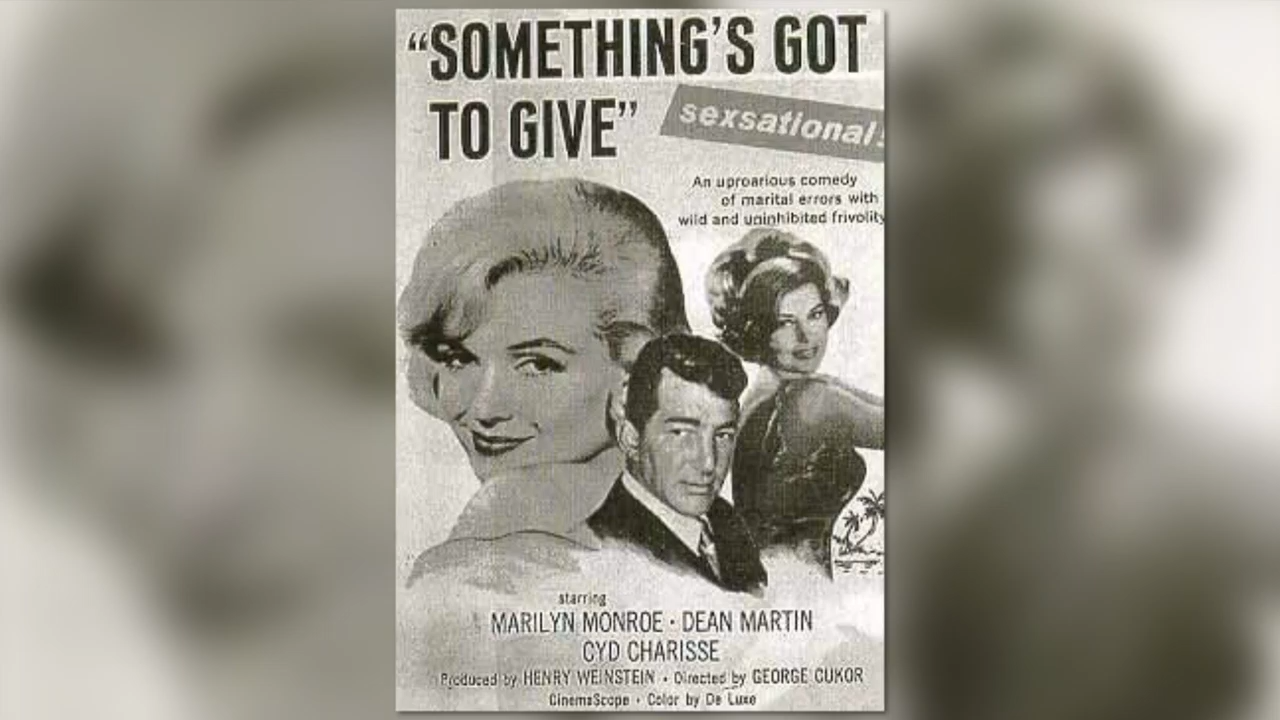 “SOMETHING’S GOT
TO GIVE”
sexsational!
An uproarious comedy
of marital errors with
wild and uninhibited frivolity
starring
MARILYN MONROE · DEAN MARTIN
CYD CHARISSE
Produced by HENRY WEINSTEIN · Directed by GEORGE CUKOR
CinemaScope · Color by De Luxe